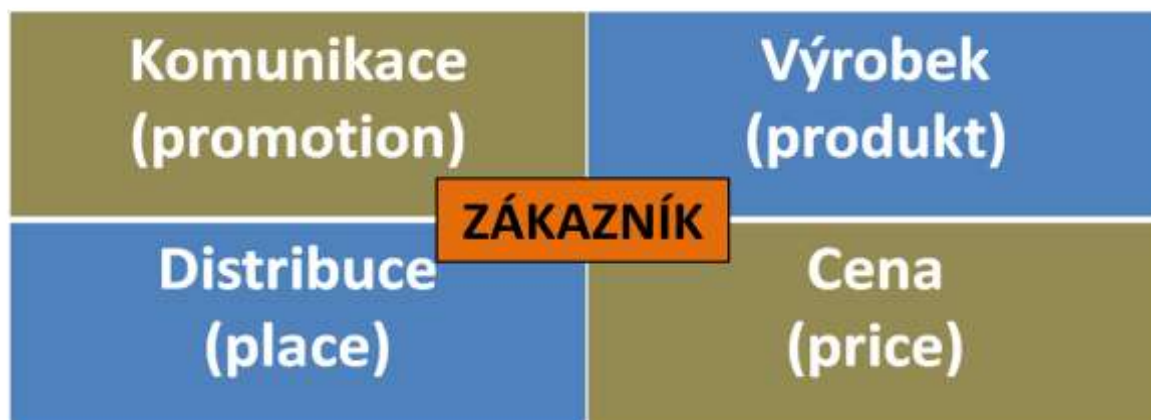 Komunikace
(promotion)
Výrobek
(produkt)
ZÁKAZNÍK
Distribuce
(place)
Cena
(price)